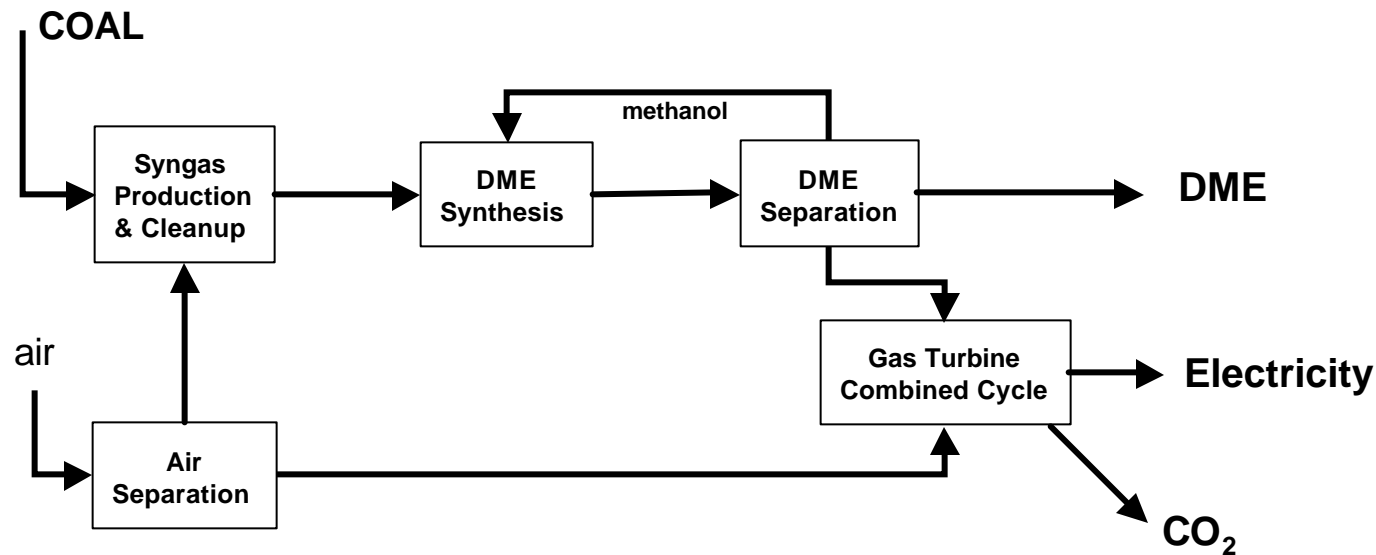 COAL
methanol
Syngas
Production
& Cleanup
DME
Synthesis
DME
Separation
DME
air
Gas Turbine
Combined Cycle
Electricity
Air
Separation
CO₂